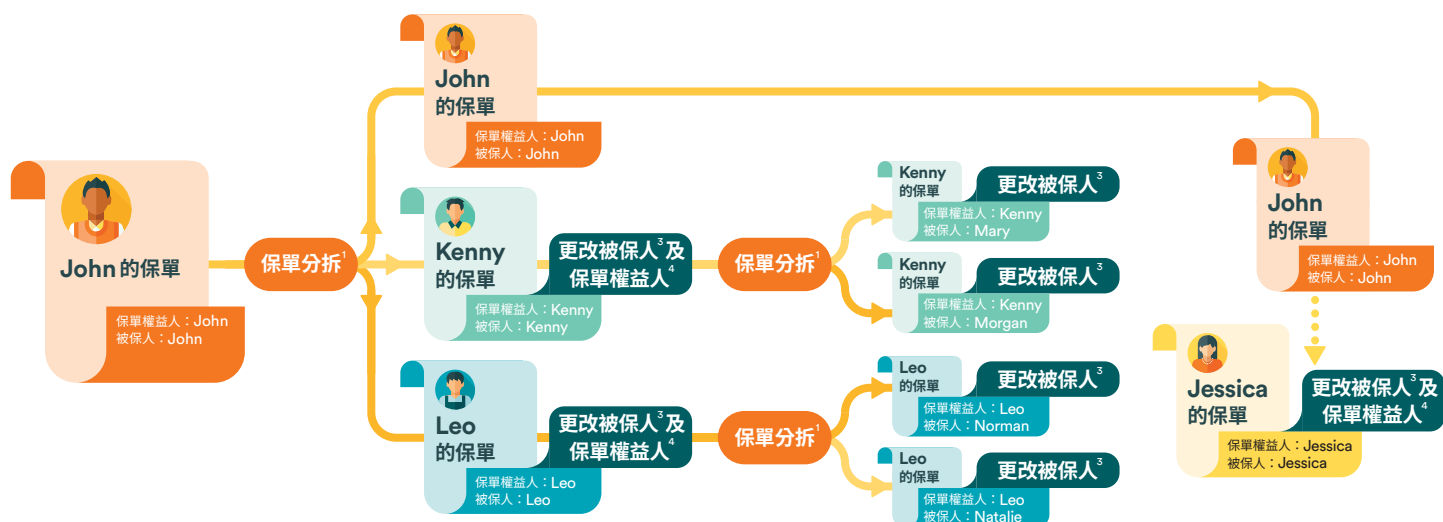 John的保單
保單權益人：John
被保人：John
保單分拆1
John
的保單
保單權益人：John
被保人：John
Kenny
的保單
更改被保人3及
保單權益人4
保單權益人：Kenny
被保人：Kenny
Leo
的保單
更改被保人3及
保單權益人4
保單權益人：Leo
被保人：Leo
保單分拆1
Kenny
的保單
更改被保人3
保單權益人：Kenny
被保人：Mary
Kenny
的保單
更改被保人3
保單權益人：Kenny
被保人：Morgan
保單分拆1
Leo
的保單
更改被保人3
保單權益人：Leo
被保人：Norman
Leo
的保單
更改被保人3
保單權益人：Leo
被保人：Natalie
John
的保單
保單權益人：John
被保人：John
Jessica
的保單
更改被保人3及
保單權益人4
保單權益人：Jessica
被保人：Jessica